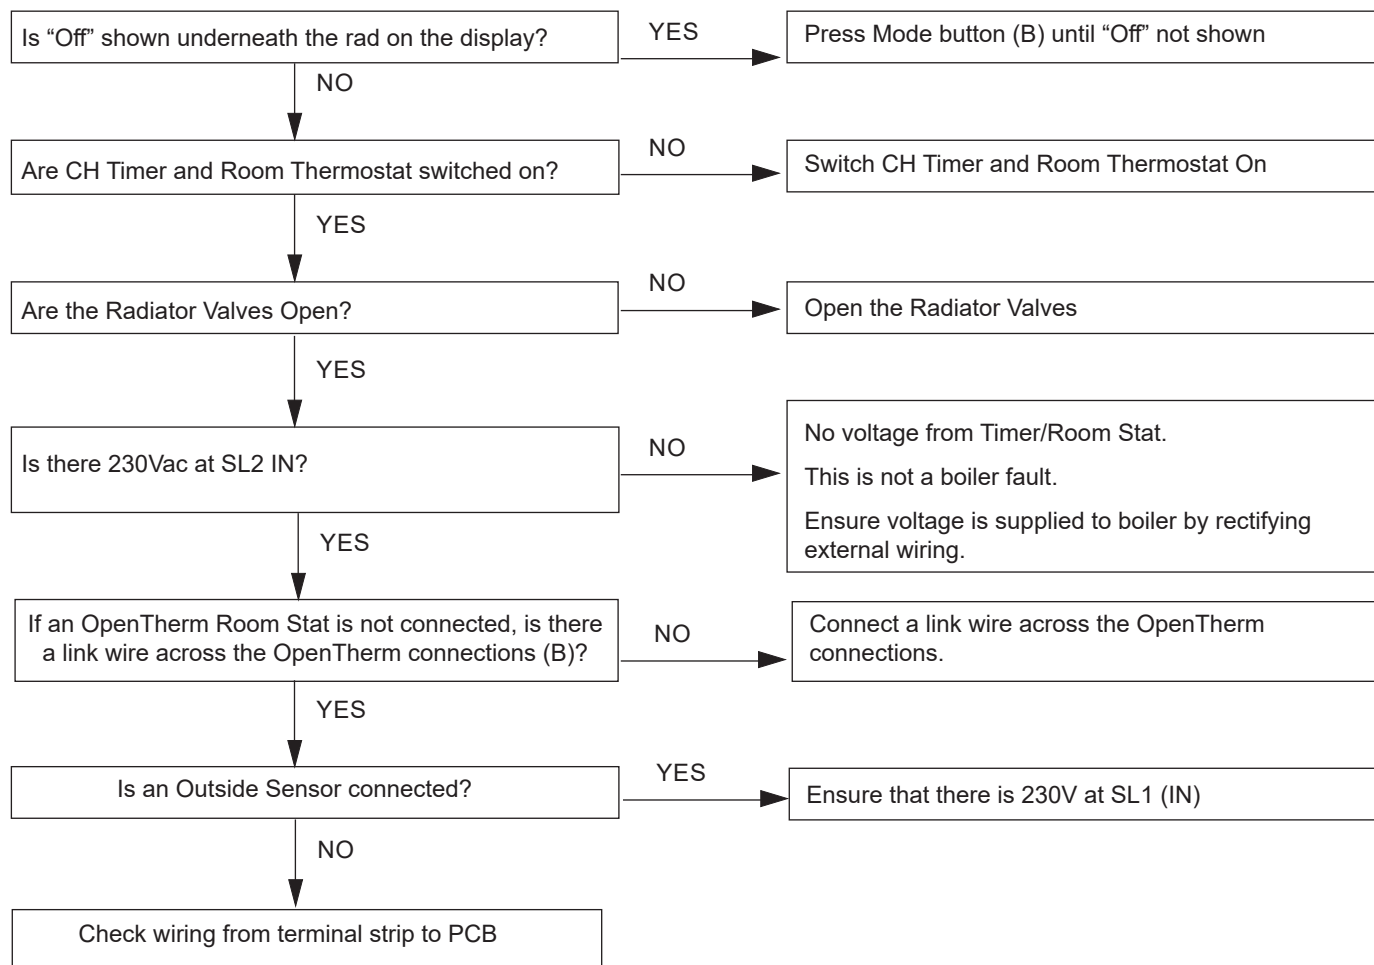 Is “Off” shown underneath the rad on the display?
YES
Press Mode button (B) until “Off” not shown
NO
Are CH Timer and Room Thermostat switched on?
NO
Switch CH Timer and Room Thermostat On
YES
Are the Radiator Valves Open?
NO
Open the Radiator Valves
YES
Is there 230Vac at SL2 IN?
NO
No voltage from Timer/Room Stat.
This is not a boiler fault.
Ensure voltage is supplied to boiler by rectifying
external wiring.
YES
If an OpenTherm Room Stat is not connected, is there
a link wire across the OpenTherm connections (B)?
NO
Connect a link wire across the OpenTherm
connections.
YES
Is an Outside Sensor connected?
YES
Ensure that there is 230V at SL1 (IN)
NO
Check wiring from terminal strip to PCB